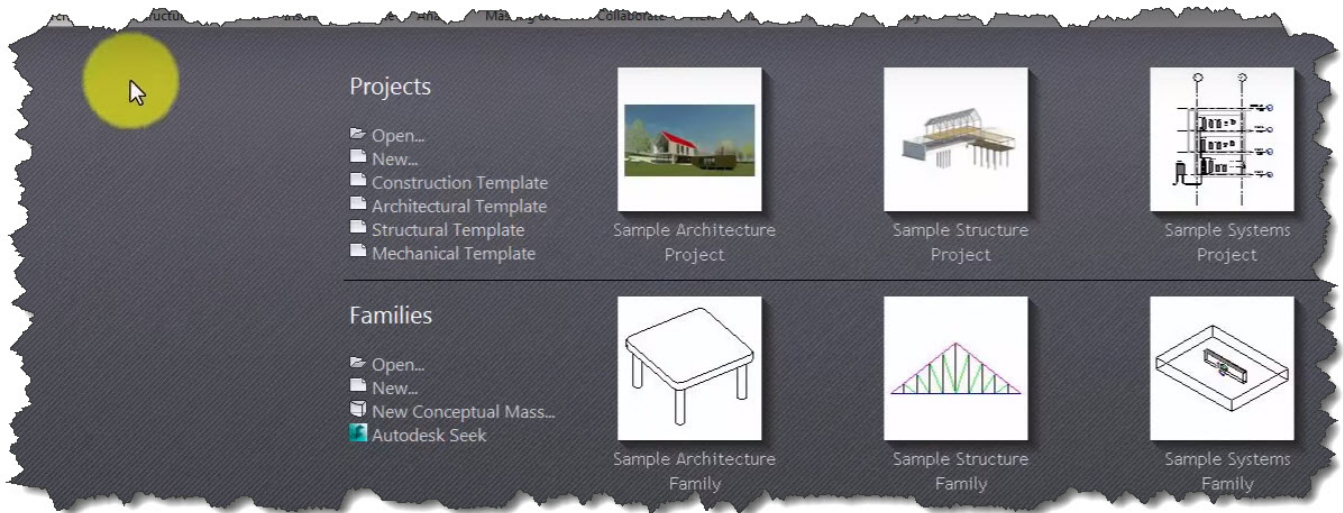 Collaborate
Projects
Open...
New...
Construction Template
Architectural Template
Structural Template
Mechanical Template
Sample Architecture
Project
Sample Structure
Project
Sample Systems
Project
Families
Open...
New...
New Conceptual Mass...
Autodesk Seek
Sample Architecture
Family
Sample Structure
Family
Sample Systems
Family